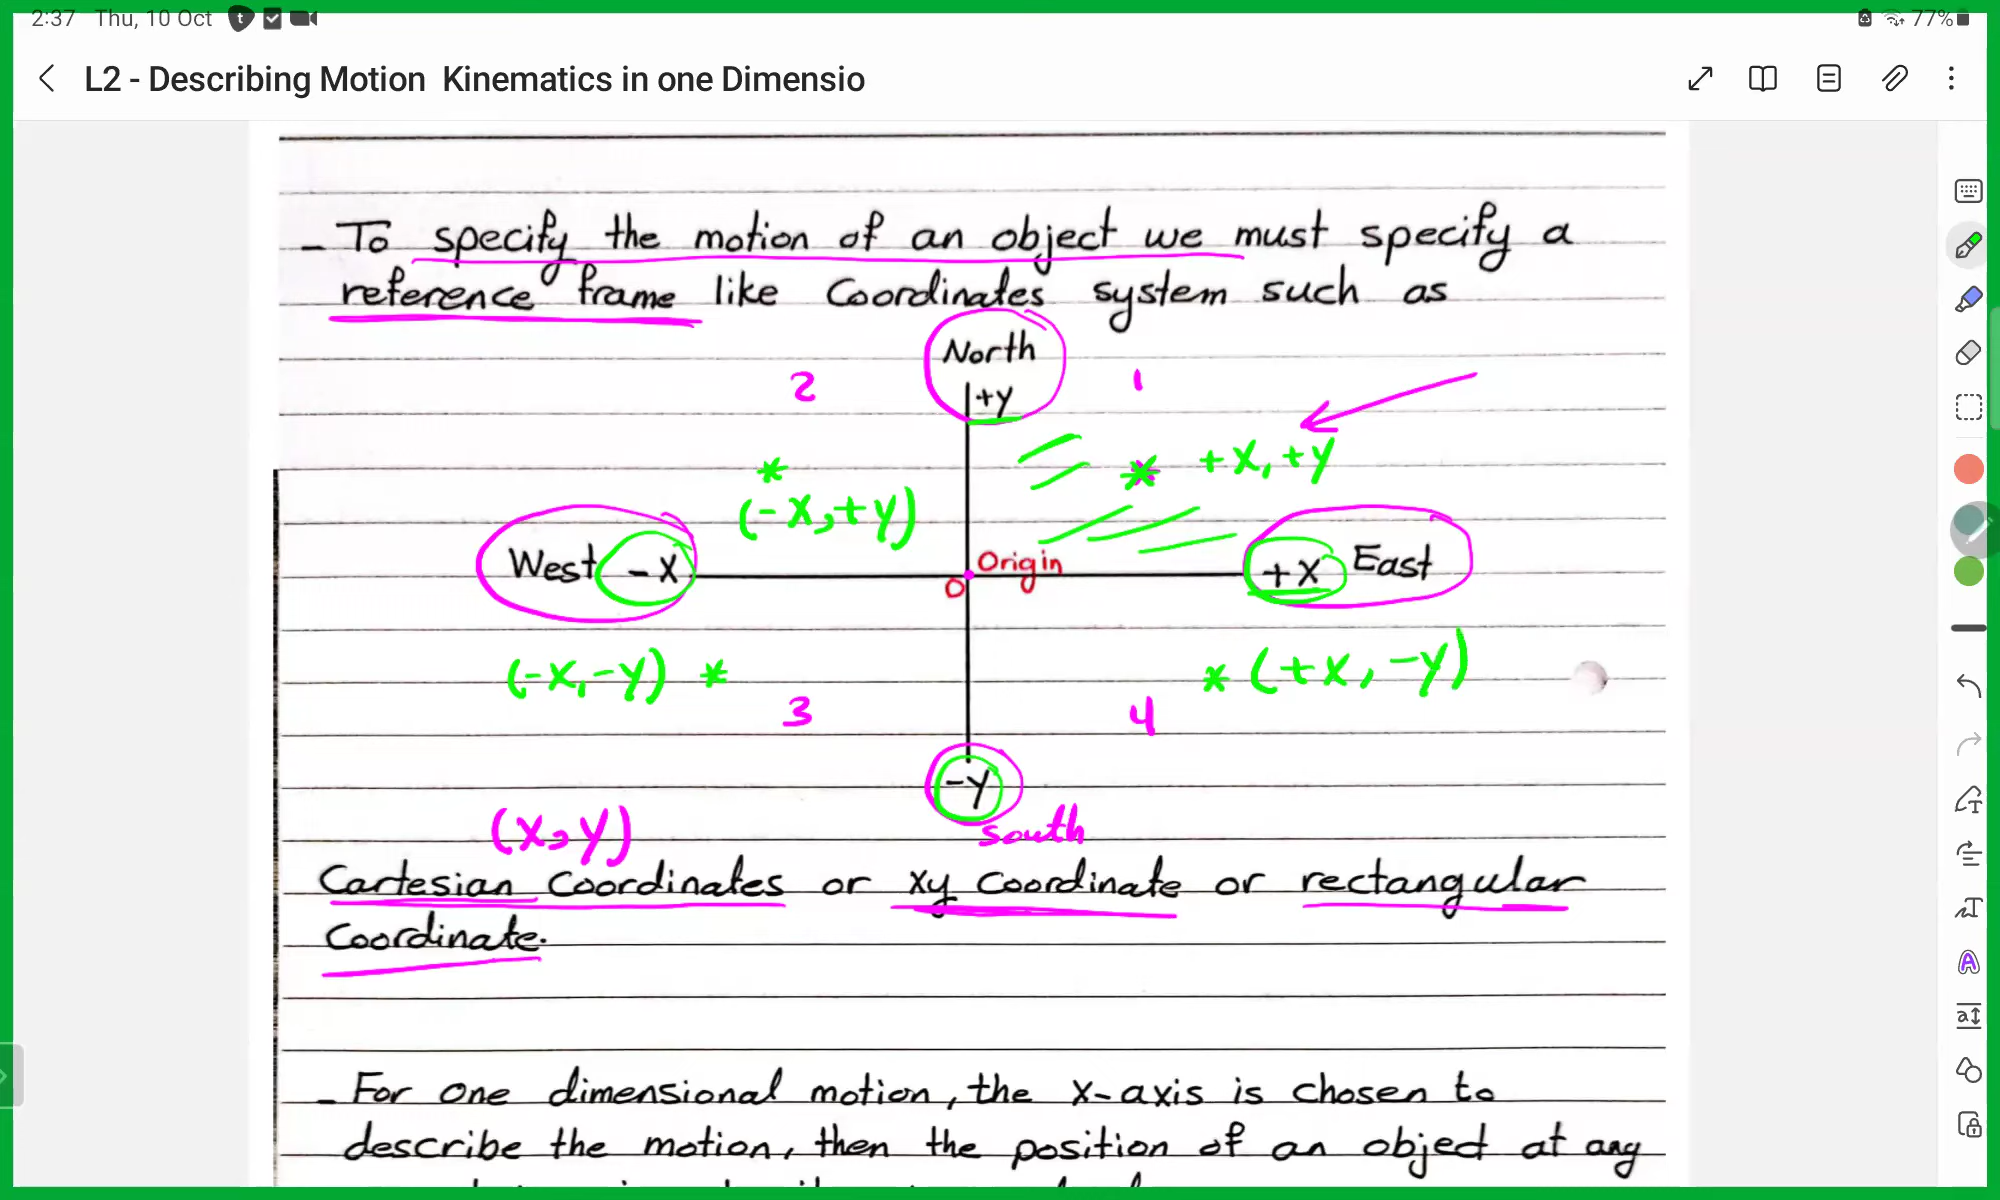 2:37 Thu, 10 Oct
77%
L2 - Describing Motion Kinematics in one Dimensio
- To specify the motion of an object we must specify a
reference frame like Coordinates system such as
North
2
1
+y
* +x, +y
*
(-x, +y)
West -x
Origin
0
+x East
(-x, -y) *
* (+x, -y)
3
4
-y
(x, y)
south
Cartesian Coordinates or xy Coordinate or rectangular
Coordinate.
- For one dimensional motion, the x-axis is chosen to
describe the motion, then the position of an object at any